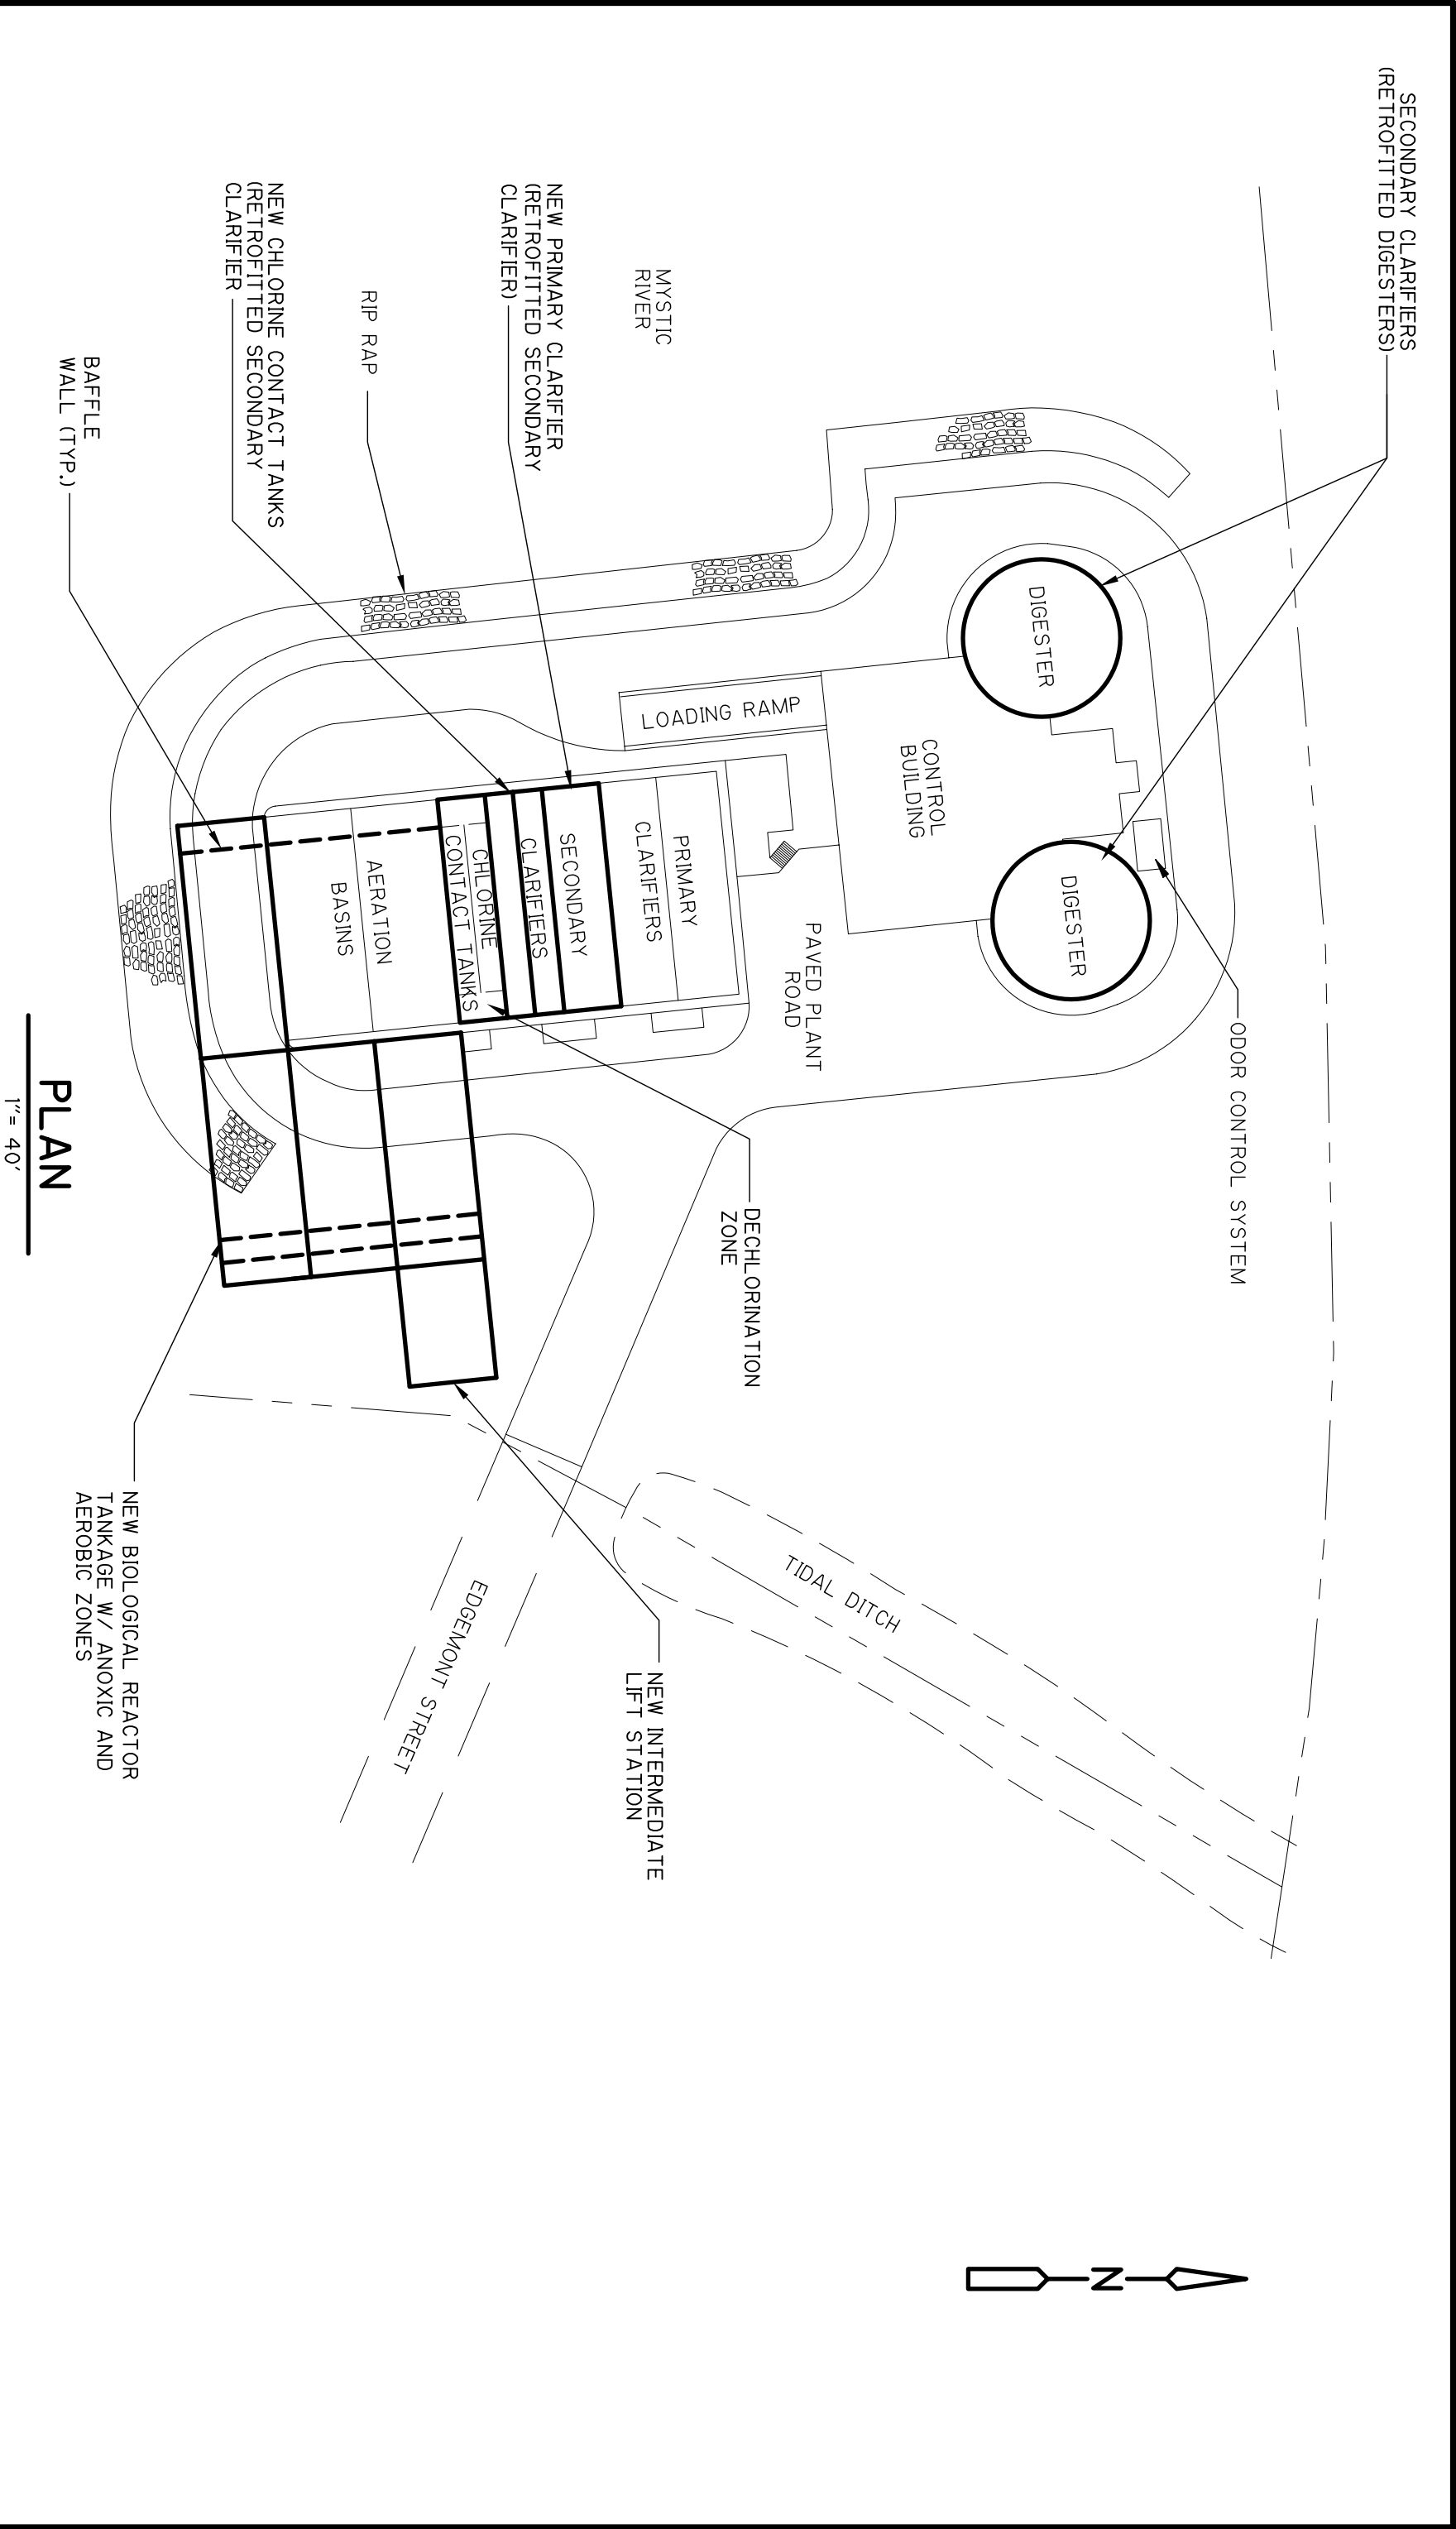 SECONDARY CLARIFIERS
(RETROFITTED DIGESTERS)
ODOR CONTROL SYSTEM
DIGESTER
DIGESTER
CONTROL
BUILDING
LOADING RAMP
PAVED PLANT
ROAD
MYSTIC
RIVER
NEW PRIMARY CLARIFIER
(RETROFITTED SECONDARY
CLARIFIER)
PRIMARY
CLARIFIERS
SECONDARY
CLARIFIERS
CHLORINE
CONTACT TANKS
DECHLORINATION
ZONE
RIP RAP
NEW CHLORINE CONTACT TANKS
(RETROFITTED SECONDARY
CLARIFIER
AERATION
BASINS
BAFFLE
WALL (TYP.)
TIDAL DITCH
EDGEMONT STREET
NEW INTERMEDIATE
LIFT STATION
NEW BIOLOGICAL REACTOR
TANKAGE W/ ANOXIC AND
AEROBIC ZONES
N
PLAN
1"= 40'